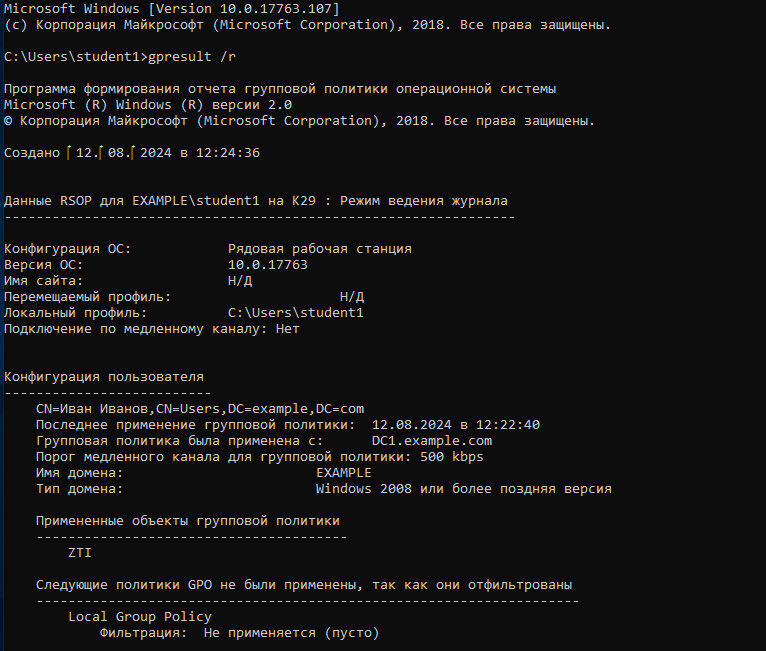 Microsoft Windows [Version 10.0.17763.107]
(c) Корпорация Майкрософт (Microsoft Corporation), 2018. Все права защищены.
C:\Users\student1>gpresult /r
Программа формирования отчета групповой политики операционной системы
Microsoft (R) Windows (R) версии 2.0
© Корпорация Майкрософт (Microsoft Corporation), 2018. Все права защищены.
Создано 12. 08. 2024 в 12:24:36
Данные RSOP для EXAMPLE\student1 на K29 : Режим ведения журнала
----------------------------------------------------------------
Конфигурация ОС: Рядовая рабочая станция
Версия ОС: 10.0.17763
Имя сайта: Н/Д
Перемещаемый профиль: Н/Д
Локальный профиль: C:\Users\student1
Подключение по медленному каналу: Нет
Конфигурация пользователя
--------------------------
CN=Иван Иванов,CN=Users,DC=example,DC=com
Последнее применение групповой политики: 12.08.2024 в 12:22:40
Групповая политика была применена с: DC1.example.com
Порог медленного канала для групповой политики: 500 kbps
Имя домена: EXAMPLE
Тип домена: Windows 2008 или более поздняя версия
Примененные объекты групповой политики
---------------------------------------
ZTI
Следующие политики GPO не были применены, так как они отфильтрованы
--------------------------------------------------------------------
Local Group Policy
Фильтрация: Не применяется (пусто)